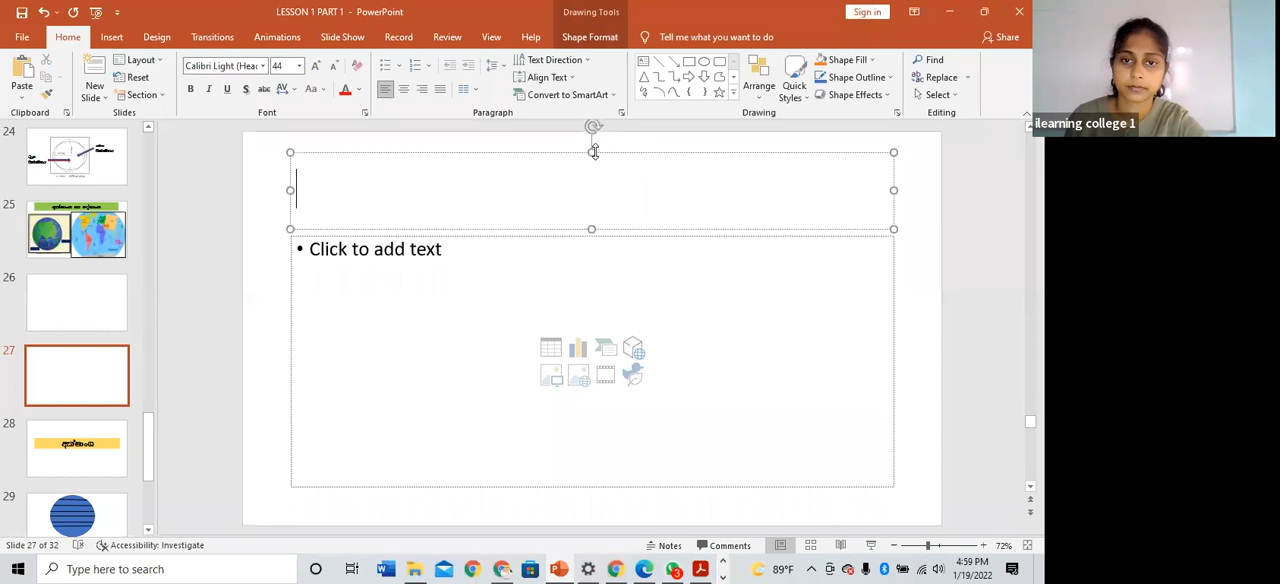 LESSON 1 PART 1 - PowerPoint
Drawing Tools
Sign in
File
Home
Insert
Design
Transitions
Animations
Slide Show
Record
Review
View
Help
Shape Format
Tell me what you want to do
Share
Paste
Clipboard
New Slide
Layout
Reset
Section
Slides
Calibri Light (Hea
44
B I U S abc AV Aa A
Font
Paragraph
Text Direction
Align Text
Convert to SmartArt
Arrange
Quick Styles
Shape Fill
Shape Outline
Shape Effects
Drawing
Find
Replace
Select
Editing
ilearning college 1
24
25
26
27
28
අක්ෂාංශ
29
• Click to add text
Slide 27 of 32
Accessibility: Investigate
Notes
Comments
72%
Type here to search
3
89°F
4:59 PM
1/19/2022